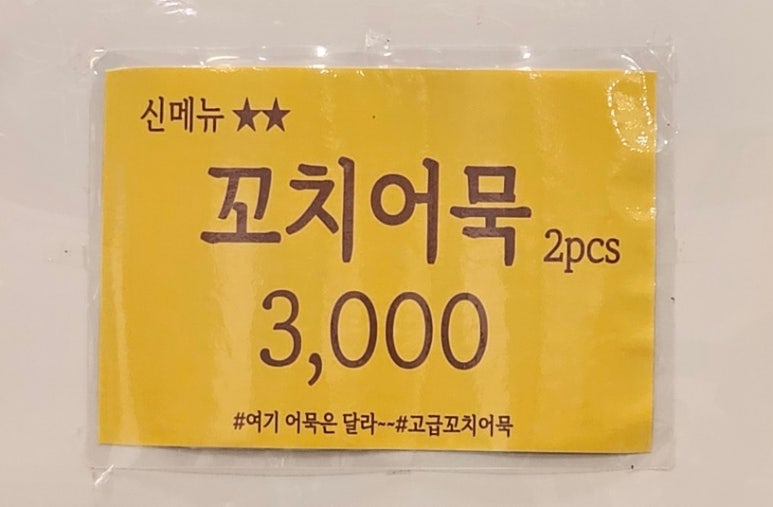 신메뉴 ★★
꼬치어묵 2pcs
3,000
#여기 어묵은 달라~~#고급꼬치어묵